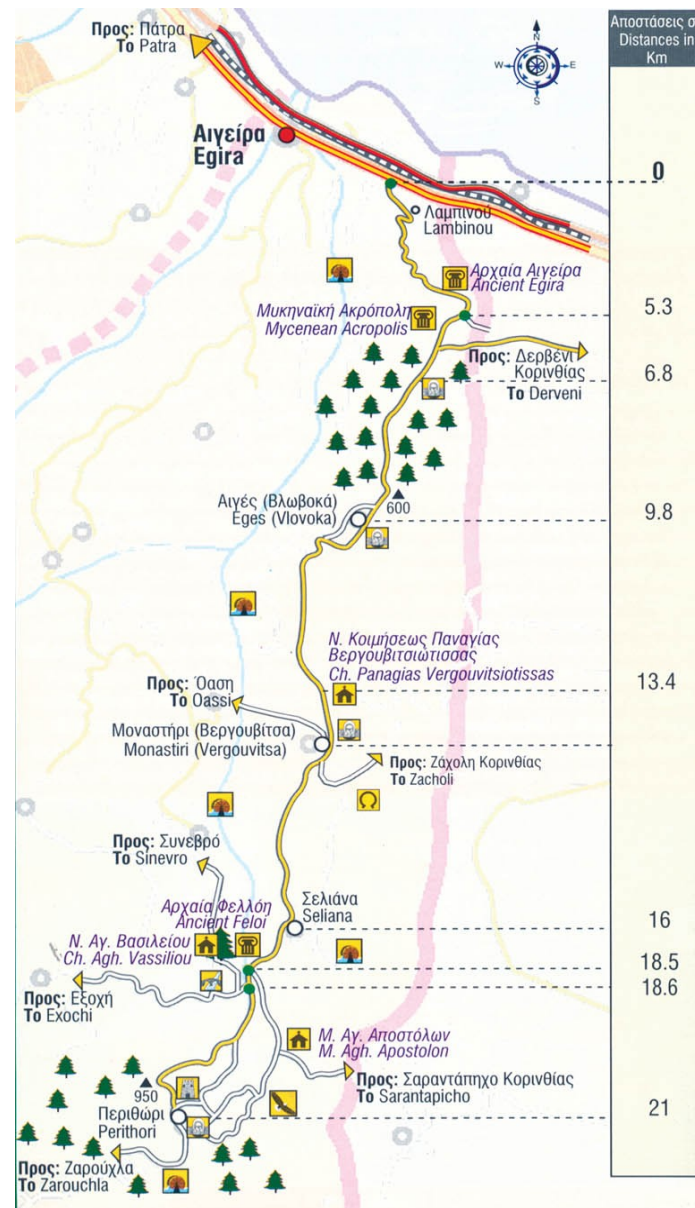 Αποστάσεις σ
Distances in
Km
Προς: Πάτρα
To Patra
N
W
E
S
Αιγείρα
Egira
0
Λαμπινού
Lambinou
Αρχαία Αιγείρα
Ancient Egira
Μυκηναϊκή Ακρόπολη
Mycenean Acropolis
5.3
Προς: Δερβένι
Κορινθίας
To Derveni
6.8
Αιγές (Βλωβοκά)
Eges (Vlovoka)
600
9.8
Ν. Κοιμήσεως Παναγίας
Βεργουβιτσιώτισσας
Ch. Panagias Vergouvitsiotissas
13.4
Προς: Όαση
To Oassi
Μοναστήρι (Βεργουβίτσα)
Monastiri (Vergouvitsa)
Προς: Ζάχολη Κορινθίας
To Zacholi
Προς: Συνεβρό
To Sinevro
Σελιάνα
Seliana
16
Αρχαία Φελλόη
Ancient Feloi
Ν. Αγ. Βασιλείου
Ch. Agh. Vassiliou
18.5
18.6
Προς: Εξοχή
To Exochi
Μ. Αγ. Αποστόλων
M. Agh. Apostolon
Προς: Σαραντάπηχο Κορινθίας
To Sarantapicho
950
Περιθώρι
Perithori
21
Προς: Ζαρούχλα
To Zarouchla